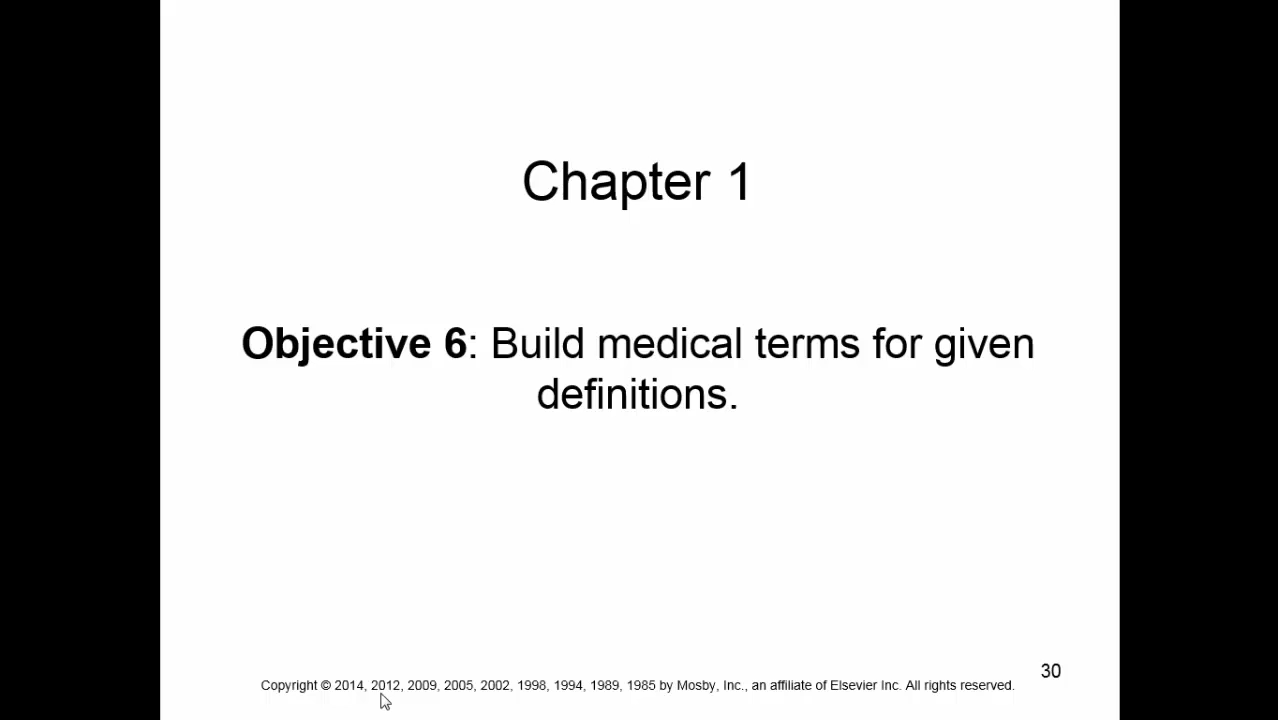 Chapter 1
Objective 6: Build medical terms for given
definitions.
30
Copyright © 2014, 2012, 2009, 2005, 2002, 1998, 1994, 1989, 1985 by Mosby, Inc., an affiliate of Elsevier Inc. All rights reserved.